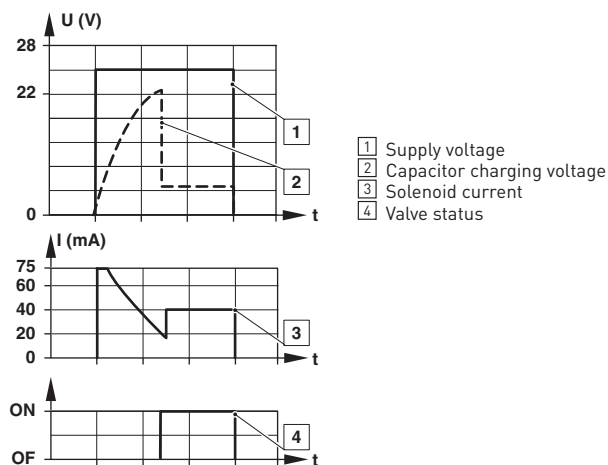 U (V)
28
22
0
t
1
2
1 Supply voltage
2 Capacitor charging voltage
3 Solenoid current
4 Valve status
I (mA)
75
60
40
20
0
t
3
ON
OF
t
4